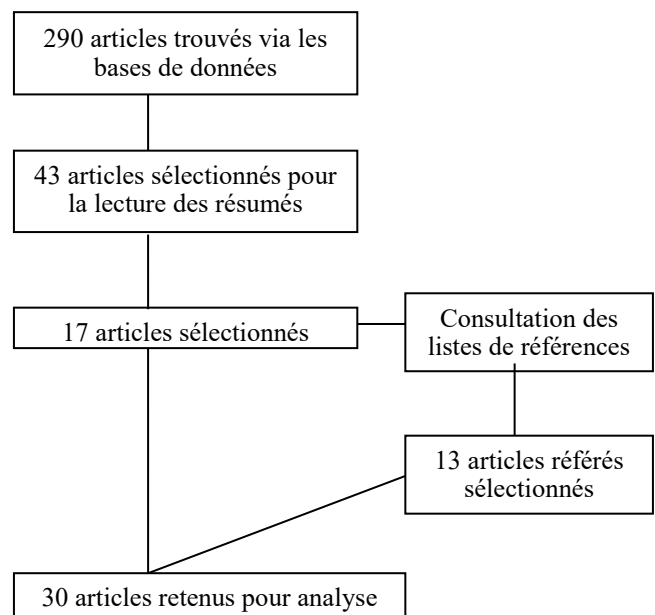 290 articles trouvés via les
bases de données
43 articles sélectionnés pour
la lecture des résumés
17 articles sélectionnés
Consultation des
listes de références
13 articles référés
sélectionnés
30 articles retenus pour analyse